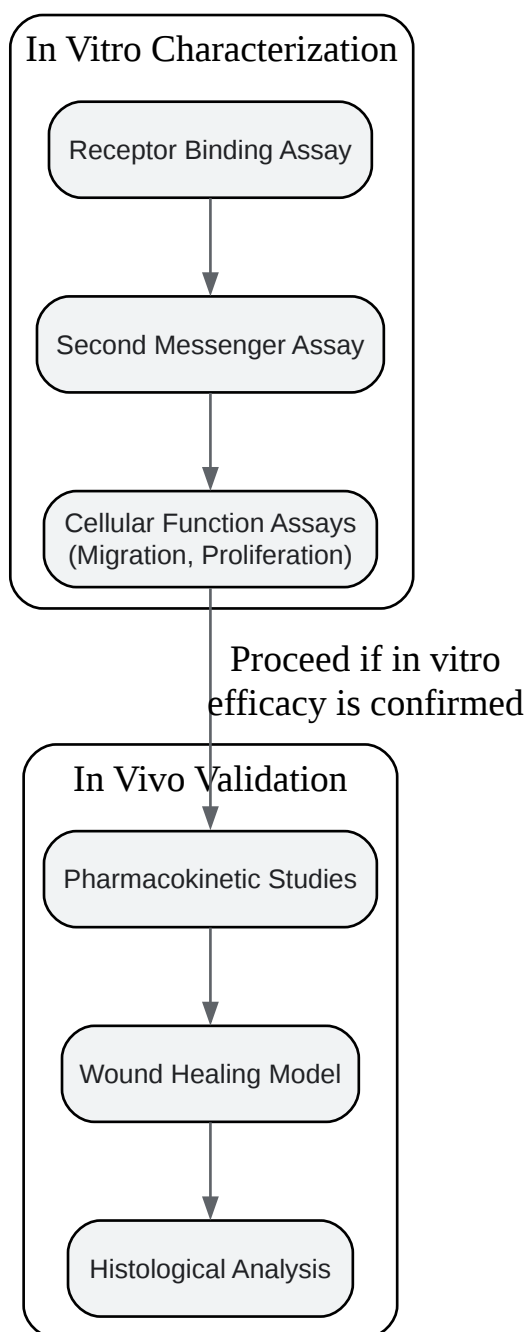 In Vitro Characterization
Receptor Binding Assay
Second Messenger Assay
Cellular Function Assays
(Migration, Proliferation)
Proceed if in vitro
efficacy is confirmed
In Vivo Validation
Pharmacokinetic Studies
Wound Healing Model
Histological Analysis